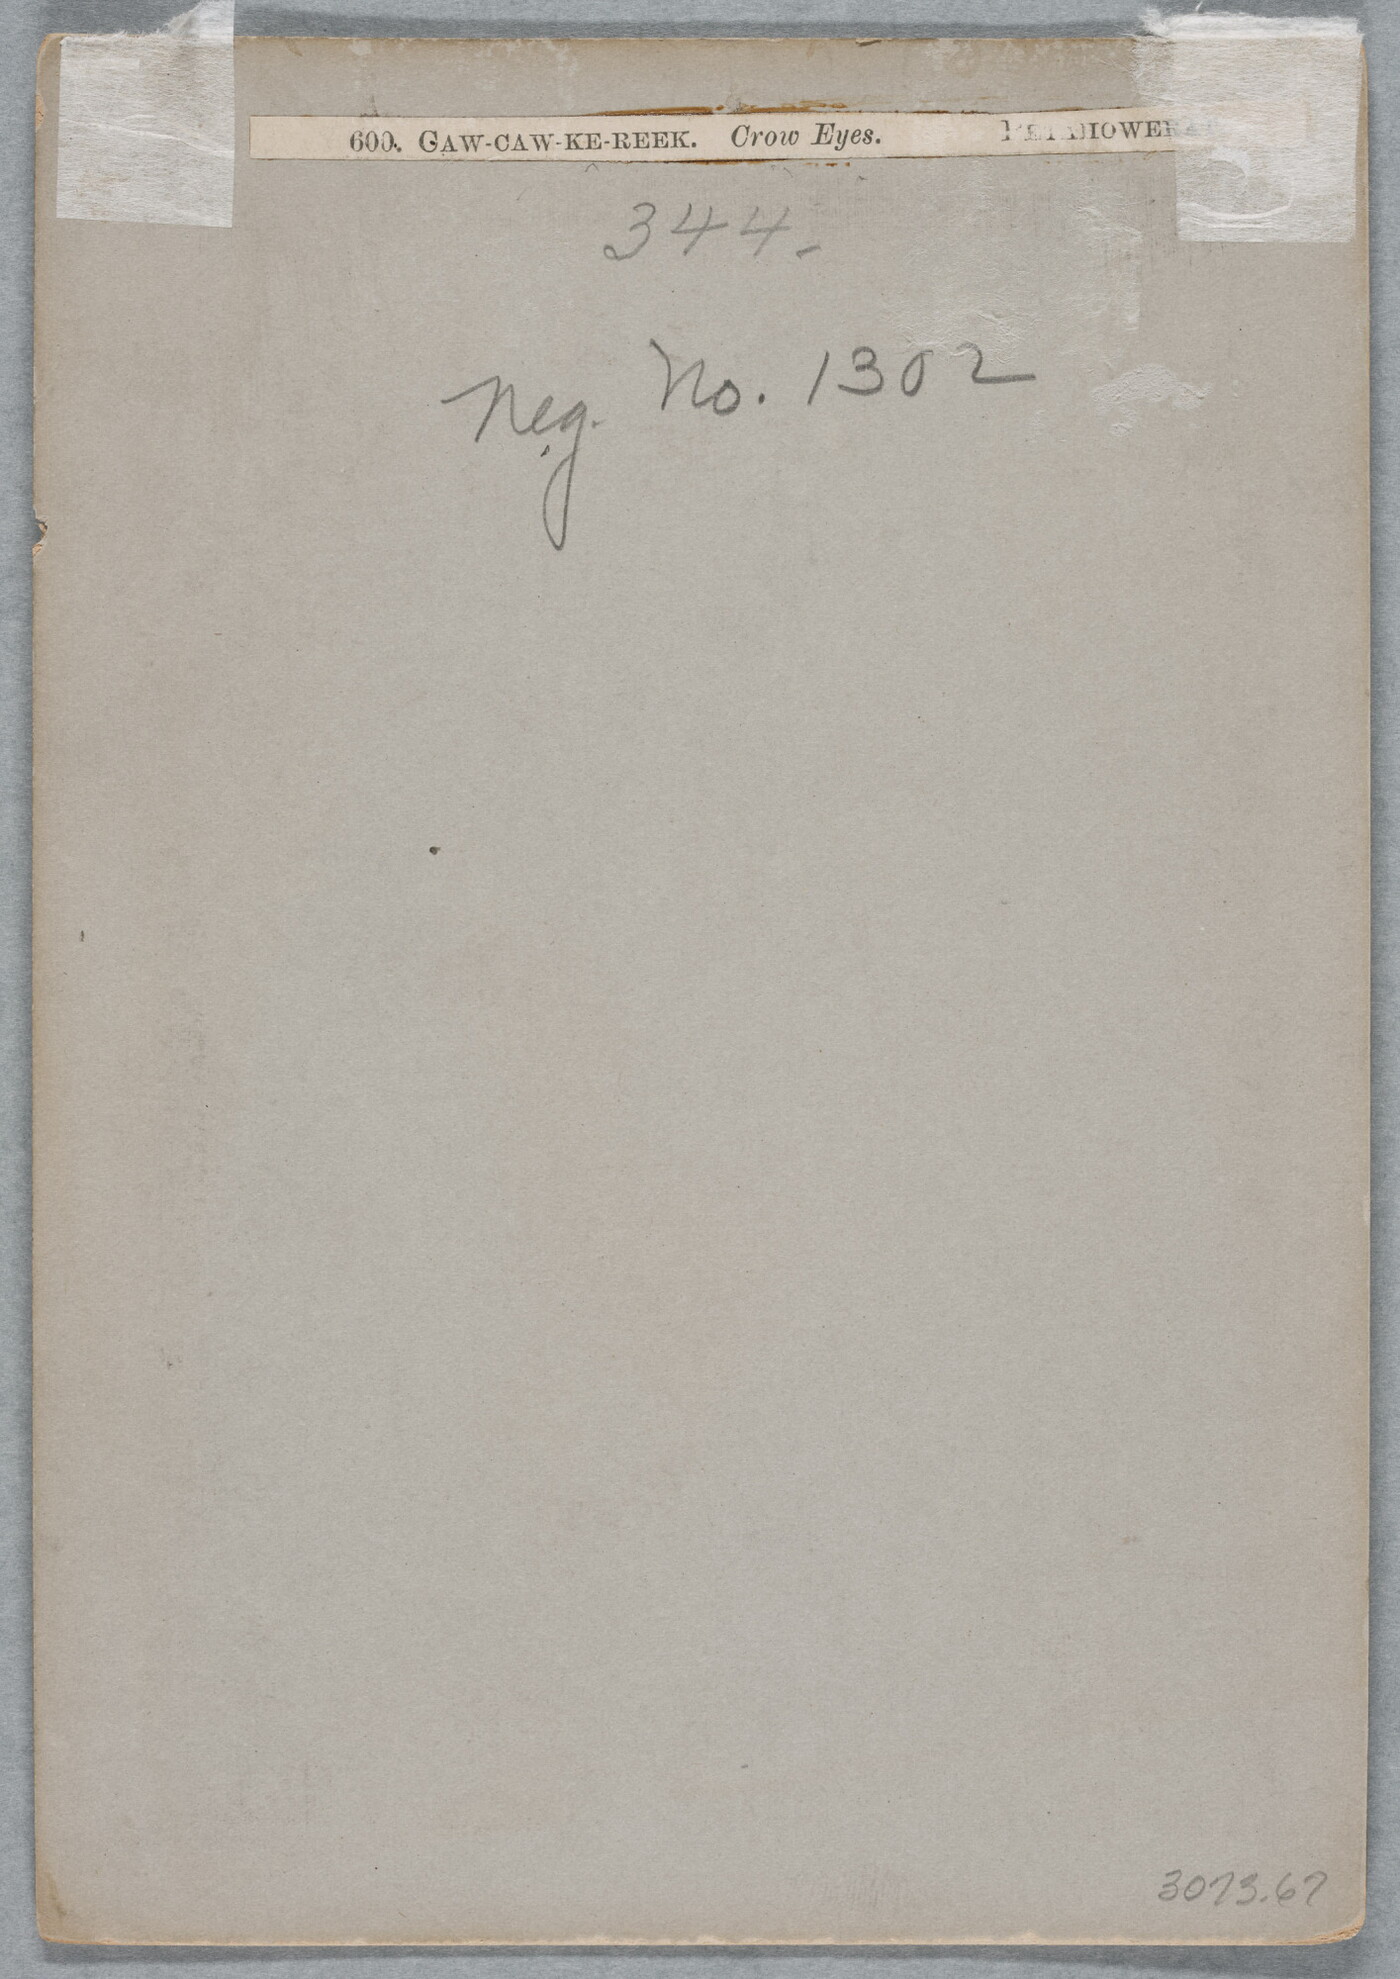 600. GAW-CAW-KE-REEK. Crow Eyes.
344.
Neg. No. 1302
3073.67